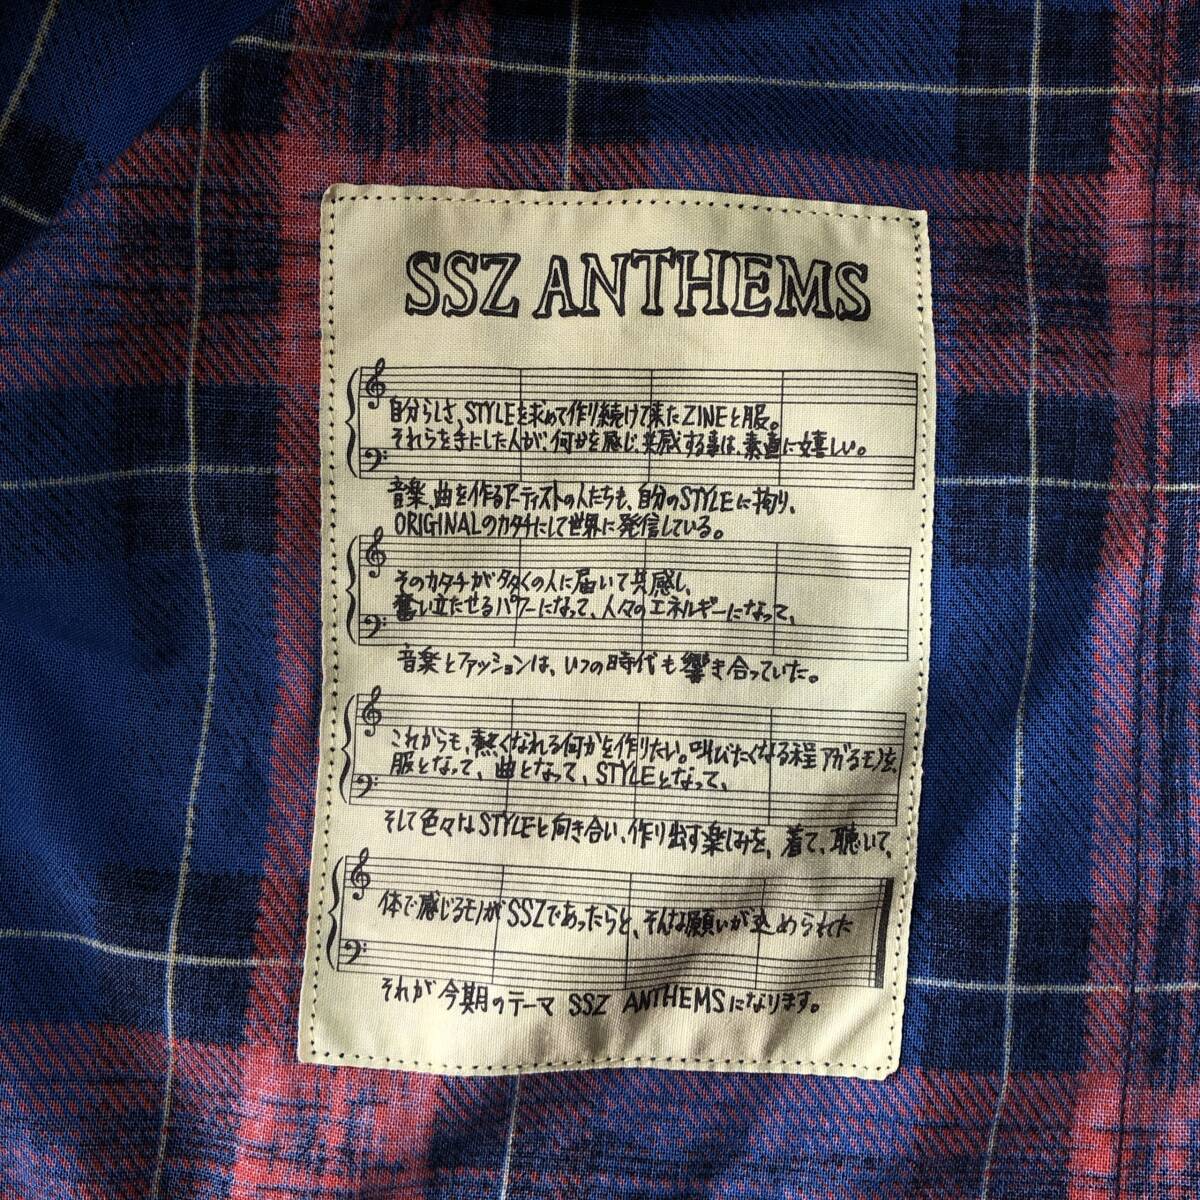 SSZ ANTHEMS
自分らしさ、STYLEを求めて作り続けて来たZINEと服。
それらを手にした人が、何かを感じ、共感する事は、素直に嬉しい。
音楽、曲を作るアーティストの人たちも、自分のSTYLEに拘り、
ORIGINALのカタチにして世界に発信している。
そのカタチが多くの人に届いて共感し、
奮い立たせるパワーになって、人々のエネルギーになって、
音楽とファッションは、いつの時代も響き合っていた。
これからも、熱くなれる何かを作りたい。叫びたくなる程アガるモノを、
服となって、曲となって、STYLEとなって、
そして色々なSTYLEと向き合い、作り出す楽しみを、着て、聴いて、
体で感じるモノがSSZであったらと、そんな願いが込められた
それが今期のテーマ SSZ ANTHEMSになります。